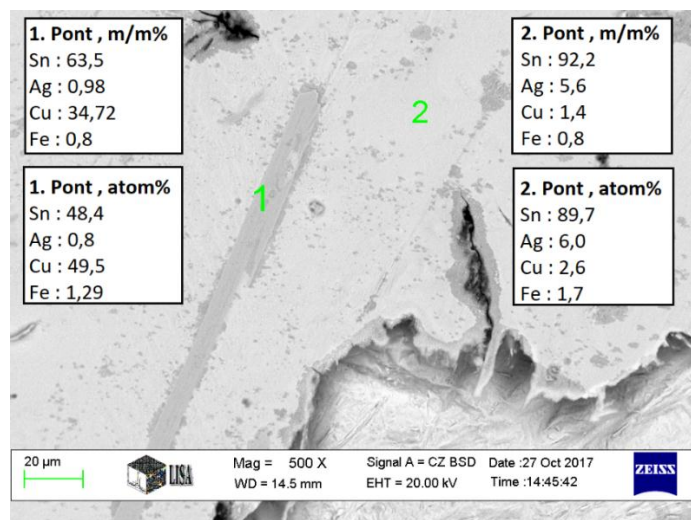 1. Pont , m/m%
Sn : 63,5
Ag : 0,98
Cu : 34,72
Fe : 0,8
2. Pont , m/m%
Sn : 92,2
Ag : 5,6
Cu : 1,4
Fe : 0,8
1. Pont , atom%
Sn : 48,4
Ag : 0,8
Cu : 49,5
Fe : 1,29
2. Pont , atom%
Sn : 89,7
Ag : 6,0
Cu : 2,6
Fe : 1,7
1
2
20 µm
LISA
Mag = 500 X Signal A = CZ BSD Date :27 Oct 2017
WD = 14.5 mm EHT = 20.00 kV Time :14:45:42
ZEISS